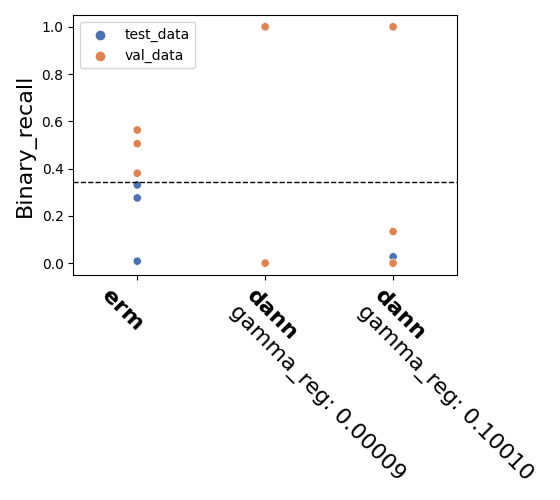 test_data
val_data
Binary_recall
1.0
0.8
0.6
0.4
0.2
0.0
erm
dann
gamma_reg: 0.00009
dann
gamma_reg: 0.10010